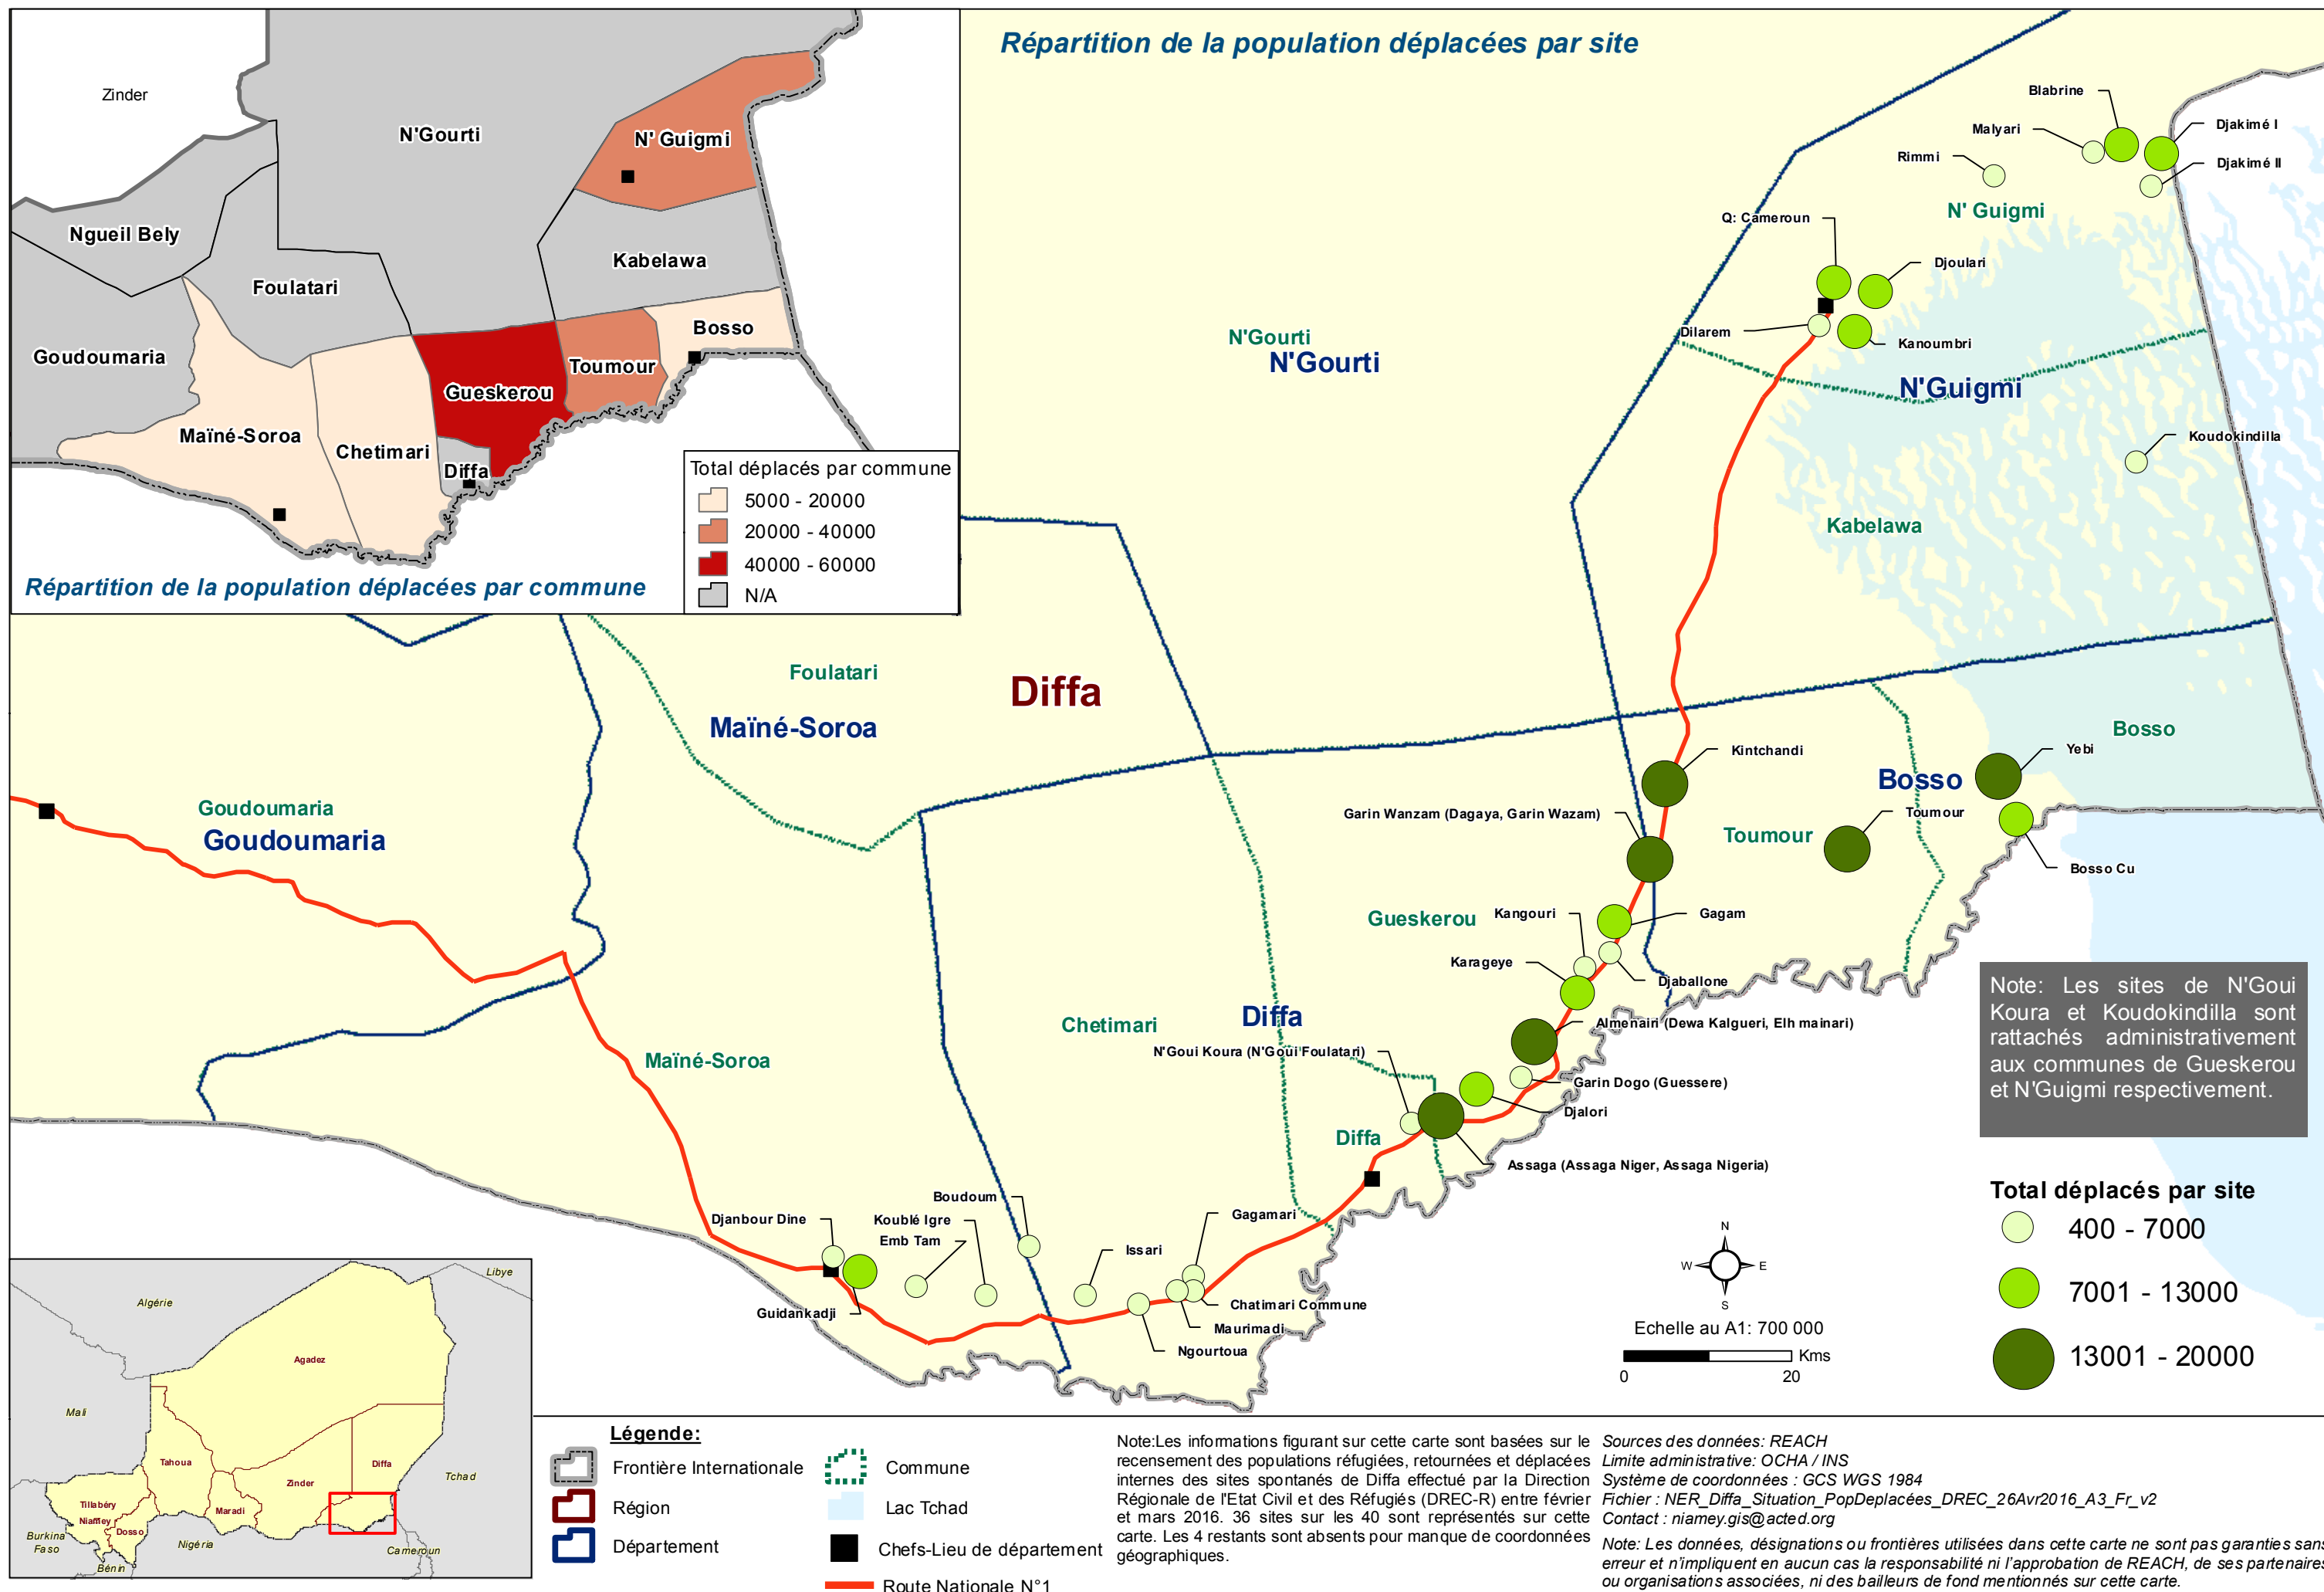 Répartition de la population déplacées par site
Zinder
N'Gourti
N' Guigmi
Ngueil Bely
Kabelawa
Foulatari
Bosso
Goudoumaria
Toumour
Gueskerou
Maïné-Soroa
Chetimari
Diffa
Total déplacés par commune
5000 - 20000
20000 - 40000
40000 - 60000
N/A
Répartition de la population déplacées par commune
Blabrine
Djakimé I
Malyari
Rimmi
Djakimé II
N' Guigmi
Q: Cameroun
Djoulari
Dilarem
Kanoumbri
N'Gourti
N'Gourti
N'Guigmi
Koudokindilla
Kabelawa
Foulatari
Diffa
Maïné-Soroa
Bosso
Kintchandi
Yebi
Bosso
Goudoumaria
Goudoumaria
Garin Wanzam (Dagaya, Garin Wazam)
Toumour
Toumour
Bosso Cu
Gueskerou
Kangouri
Gagam
Karageye
Djaballone
Chetimari
Diffa
Almenairi (Dewa Kalgueri, Elh mainari)
N'Goui Koura (N'Goui Foulatari)
Maïné-Soroa
Garin Dogo (Guessere)
Djalori
Diffa
Assaga (Assaga Niger, Assaga Nigeria)
Boudoum
Djanbour Dine
Koublé Igre
Gagamari
Emb Tam
Issari
Guidankadji
Chatimari Commune
Maurimadi
Ngourtoua
Note: Les sites de N'Goui
Koura et Koudokindilla sont
rattachés administrativement
aux communes de Gueskerou
et N'Guigmi respectivement.
Total déplacés par site
400 - 7000
7001 - 13000
13001 - 20000
N
W
E
S
Echelle au A1: 700 000
Kms
0
20
Libye
Algérie
Agadez
Mali
Tahoua
Diffa
Tchad
Zinder
Tillabéry
Maradi
Niamey
Dosso
Burkina
Faso
Nigéria
Cameroun
Bénin
Légende:
Frontière Internationale
Région
Département
Commune
Lac Tchad
Chefs-Lieu de département
Route Nationale N°1
Note:Les informations figurant sur cette carte sont basées sur le
recensement des populations réfugiées, retournées et déplacées
internes des sites spontanés de Diffa effectué par la Direction
Régionale de l'Etat Civil et des Réfugiés (DREC-R) entre février
et mars 2016. 36 sites sur les 40 sont représentés sur cette
carte. Les 4 restants sont absents pour manque de coordonnées
géographiques.
Sources des données: REACH
Limite administrative: OCHA / INS
Système de coordonnées : GCS WGS 1984
Fichier : NER_Diffa_Situation_PopDeplacées_DREC_26Avr2016_A3_Fr_v2
Contact : niamey.gis@acted.org
Note: Les données, désignations ou frontières utilisées dans cette carte ne sont pas garanties sans
erreur et n'impliquent en aucun cas la responsabilité ni l'approbation de REACH, de ses partenaires
ou organisations associées, ni des bailleurs de fond mentionnés sur cette carte.